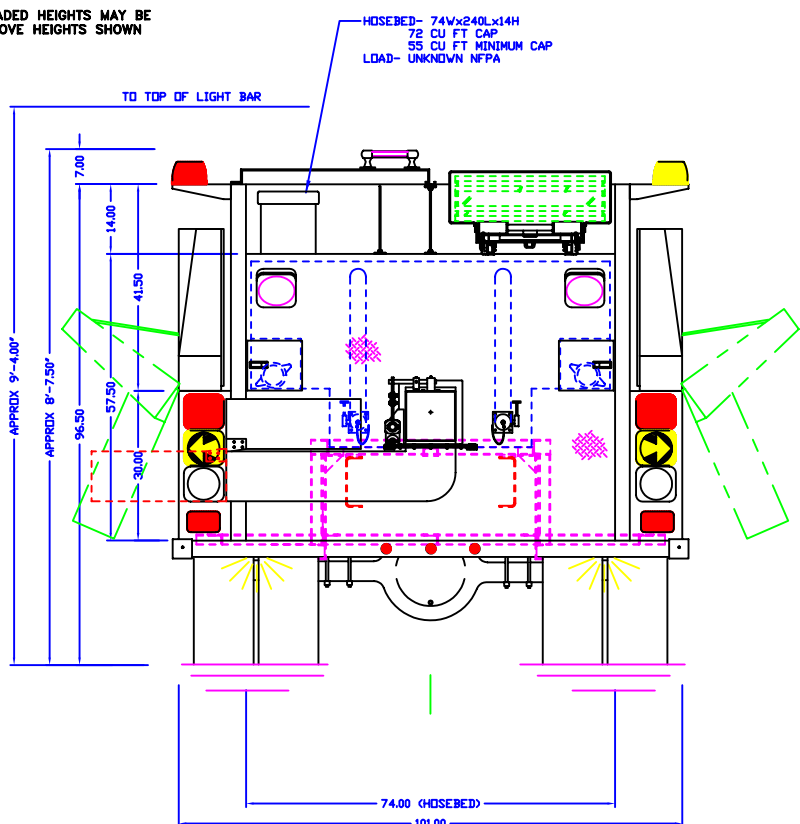 ADED HEIGHTS MAY BE
OVE HEIGHTS SHOWN
HOSEBED- 74Wx240Lx14H
72 CU FT CAP
55 CU FT MINIMUM CAP
LOAD- UNKNOWN NFPA
TO TOP OF LIGHT BAR
7.00
14.00
41.50
APPROX 9'-4.00"
APPROX 8'-7.50"
96.50
57.50
30.00
74.00 (HOSEBED)
101.00